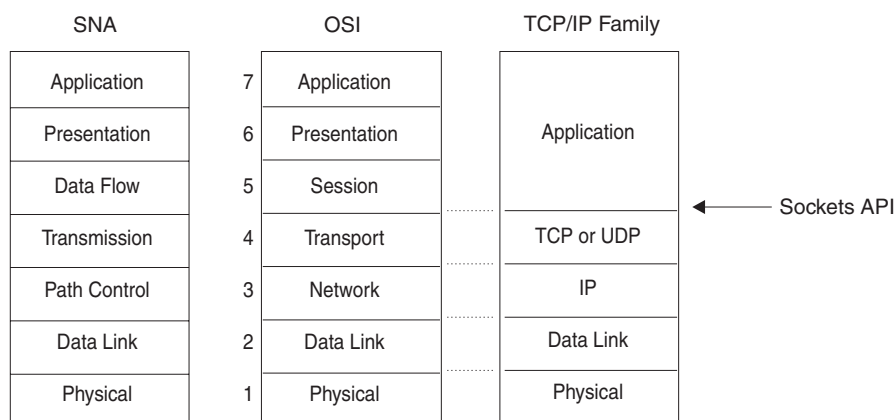 SNA OSI TCP/IP Family
Application 7 Application
Presentation 6 Presentation Application
Data Flow 5 Session
Sockets API
Transmission 4 Transport TCP or UDP
Path Control 3 Network IP
Data Link 2 Data Link Data Link
Physical 1 Physical Physical